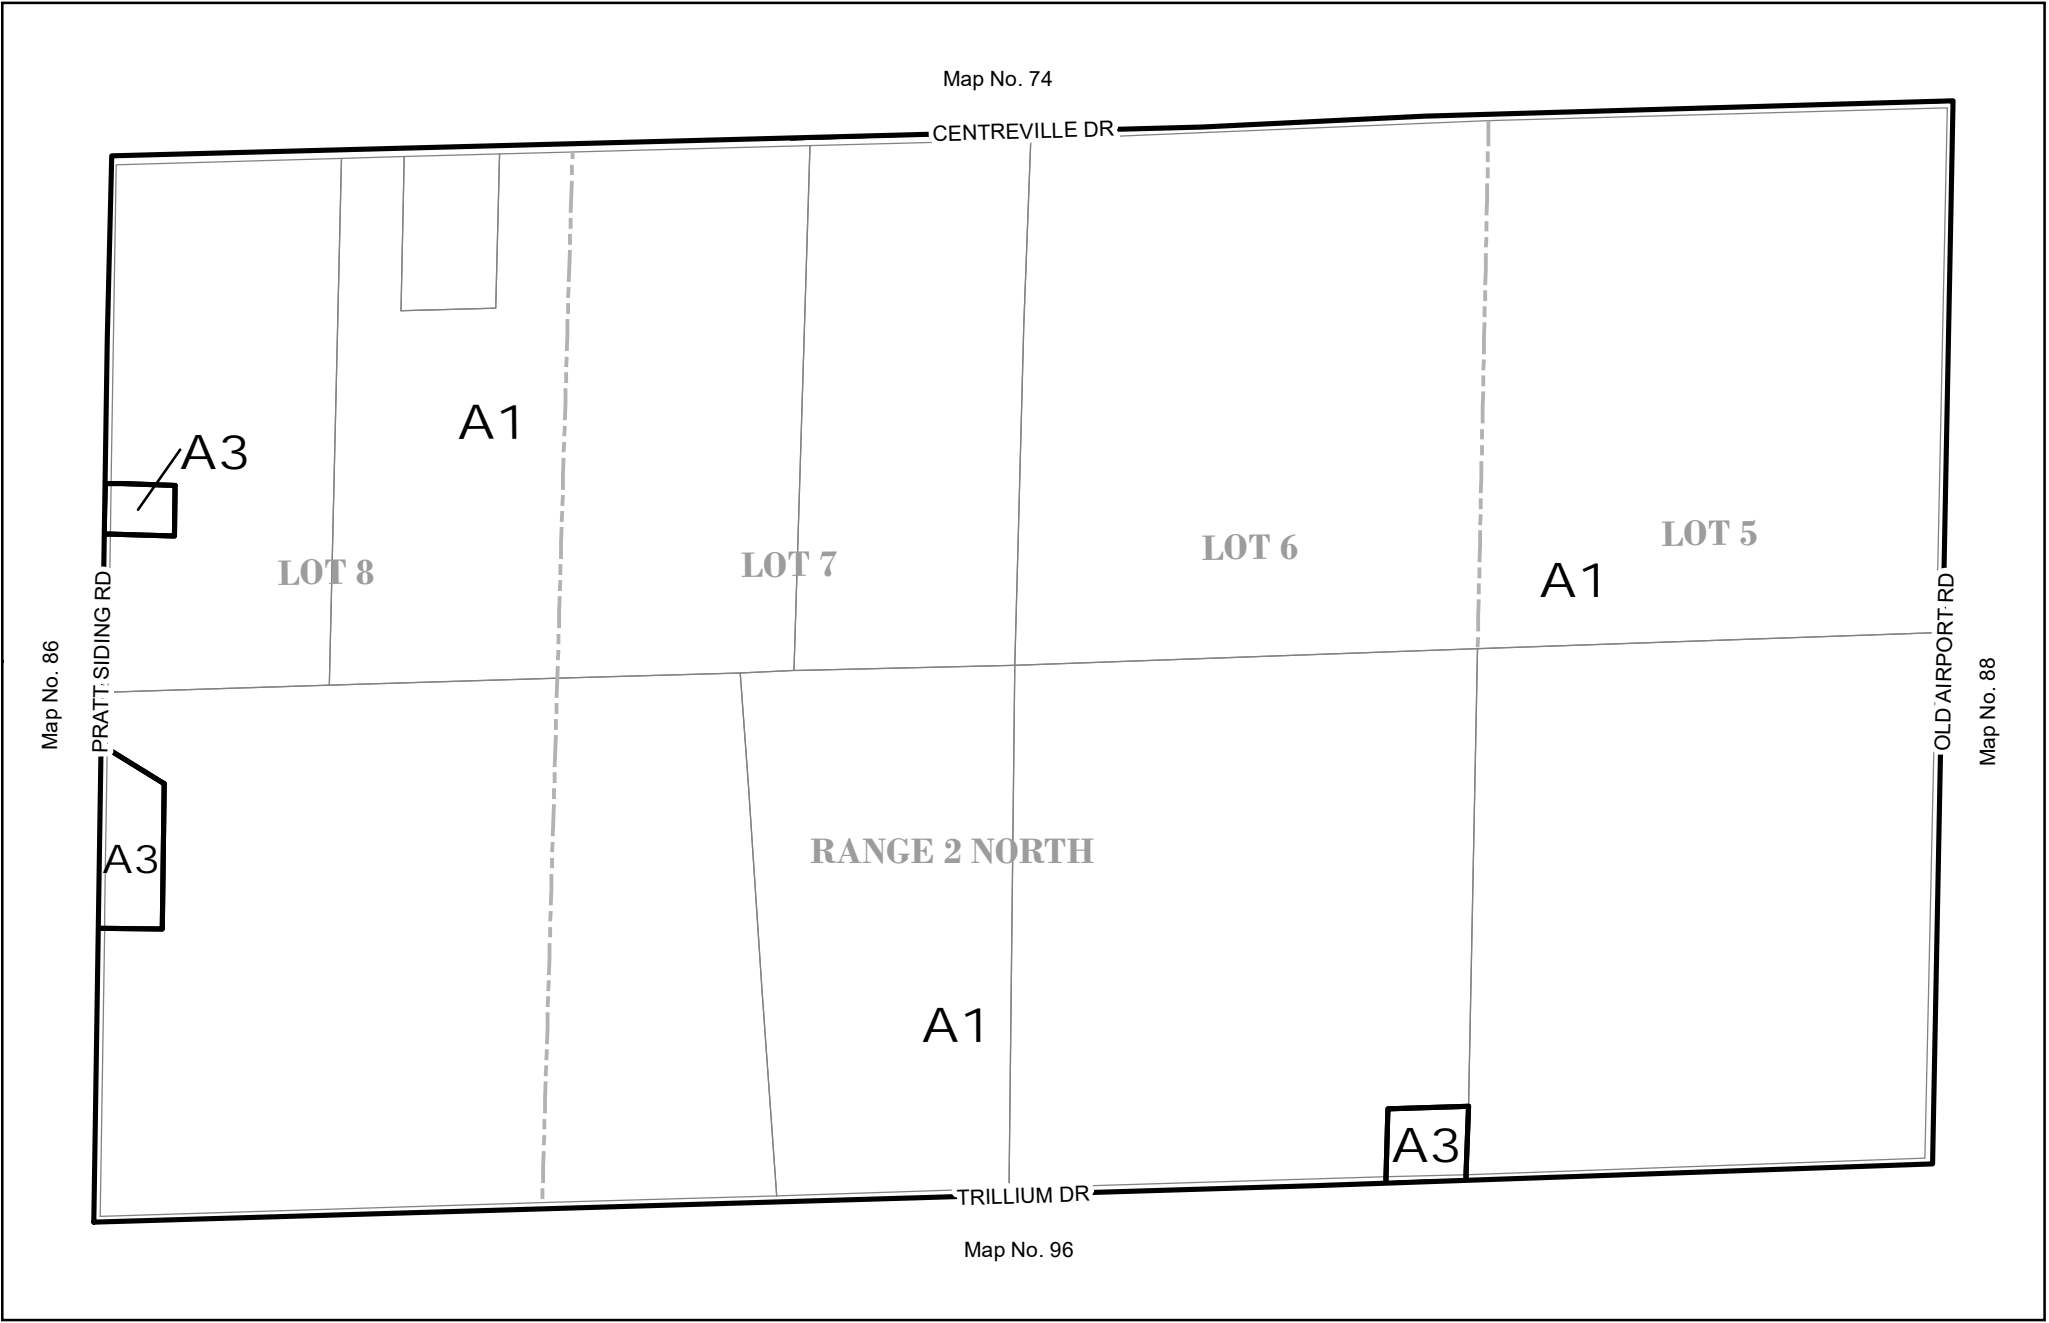 Map No. 74
CENTREVILLE DR
A1
A3
LOT 8
LOT 7
LOT 6
LOT 5
A1
PRATT SIDING RD
Map No. 86
OLD AIRPORT RD
Map No. 88
A3
RANGE 2 NORTH
A1
A3
TRILLIUM DR
Map No. 96